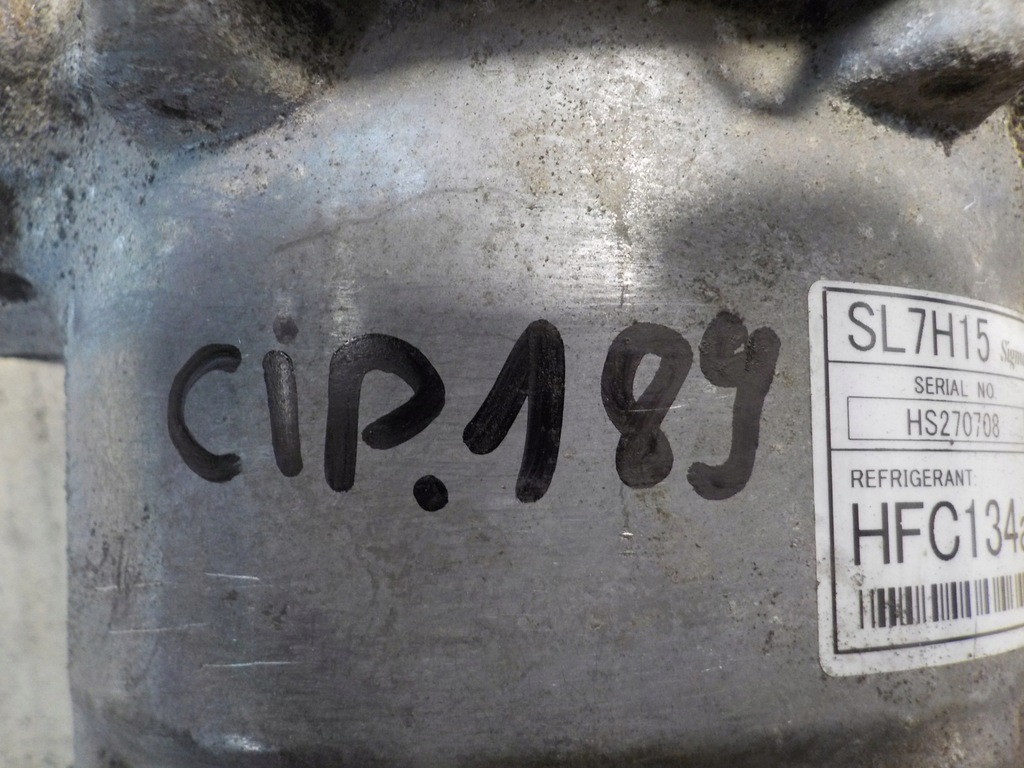 CiP.189
SL7H15
SERIAL NO.
HS270708
REFRIGERANT:
HFC134a